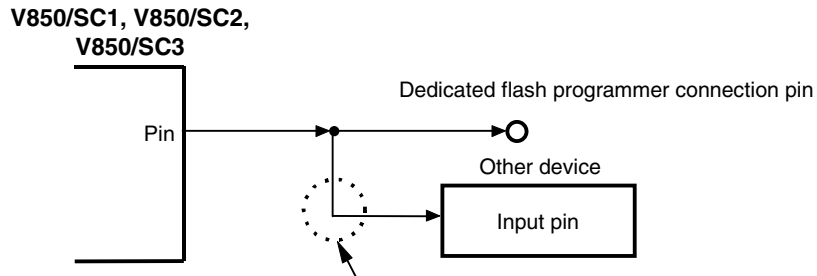 V850/SC1, V850/SC2,
V850/SC3
Dedicated flash programmer connection pin
Pin
Other device
Input pin